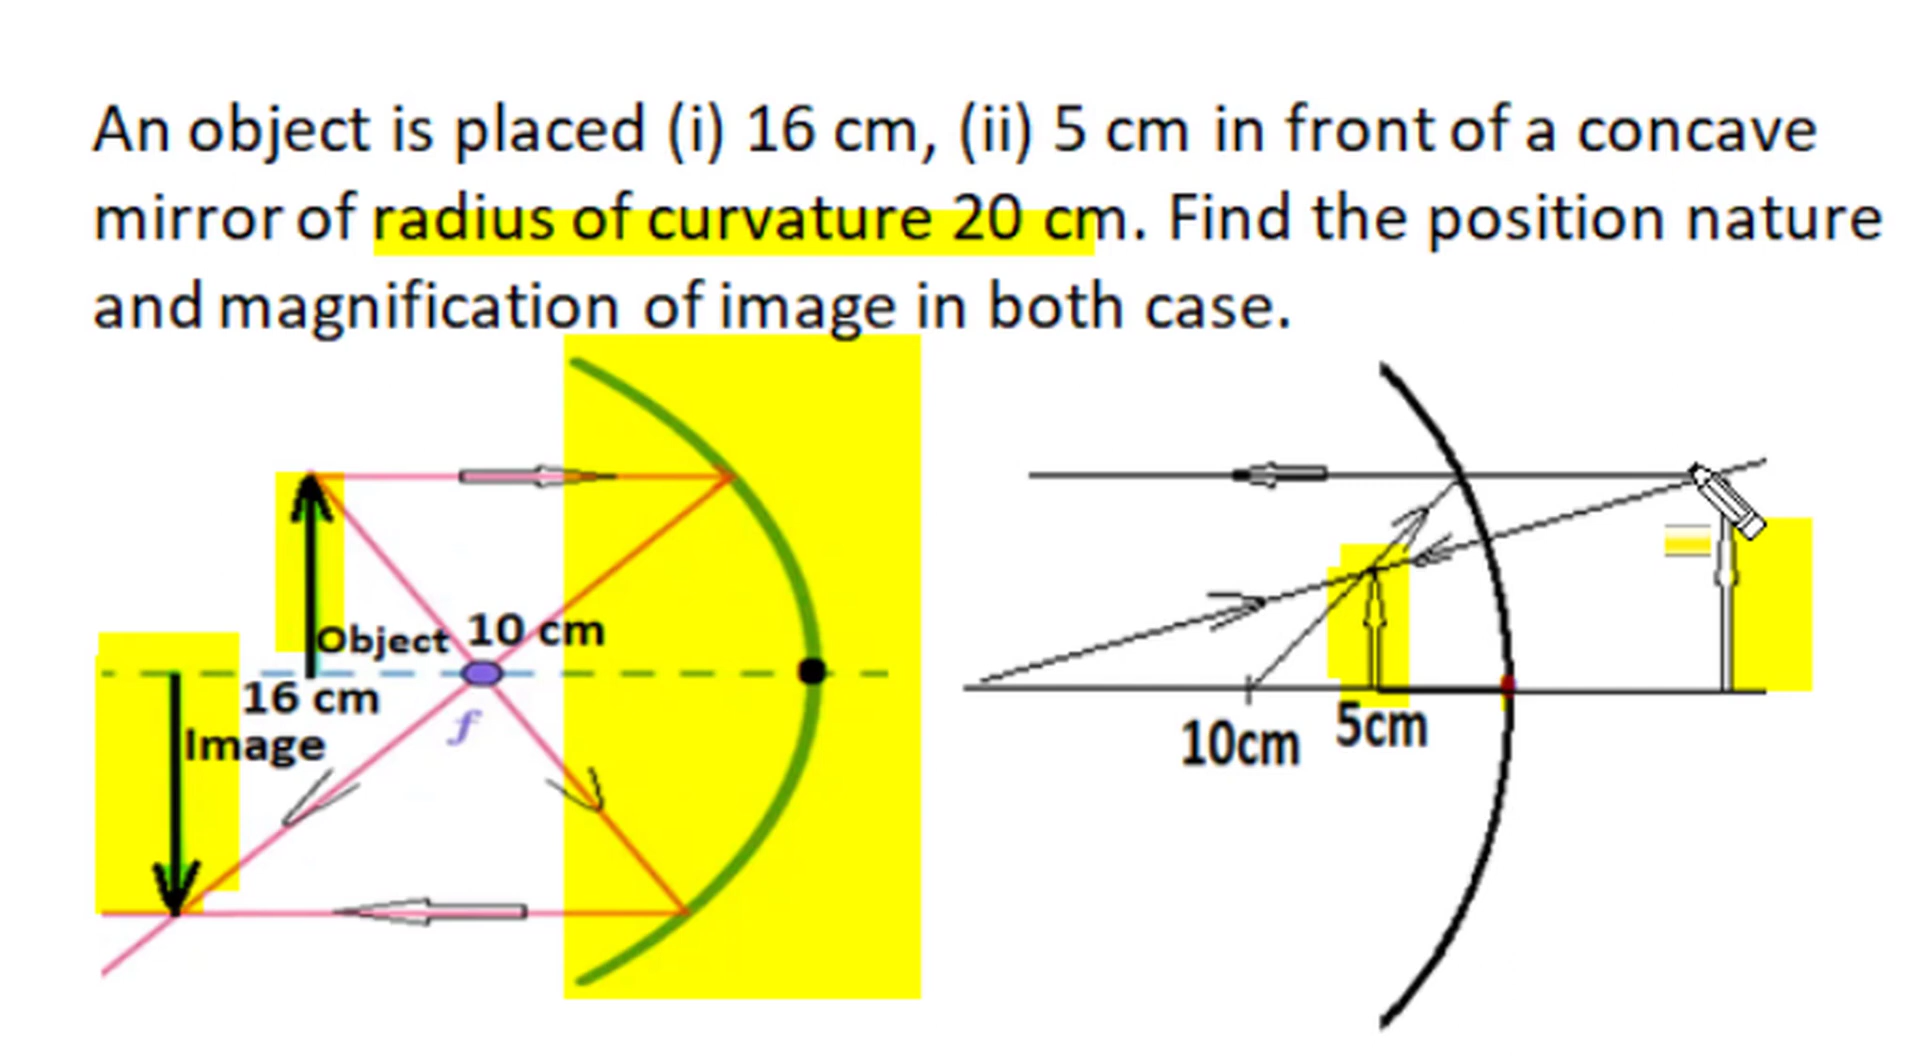 An object is placed (i) 16 cm, (ii) 5 cm in front of a concave
mirror of radius of curvature 20 cm. Find the position nature
and magnification of image in both case.
Object
10 cm
16 cm
f
Image
10cm
5cm